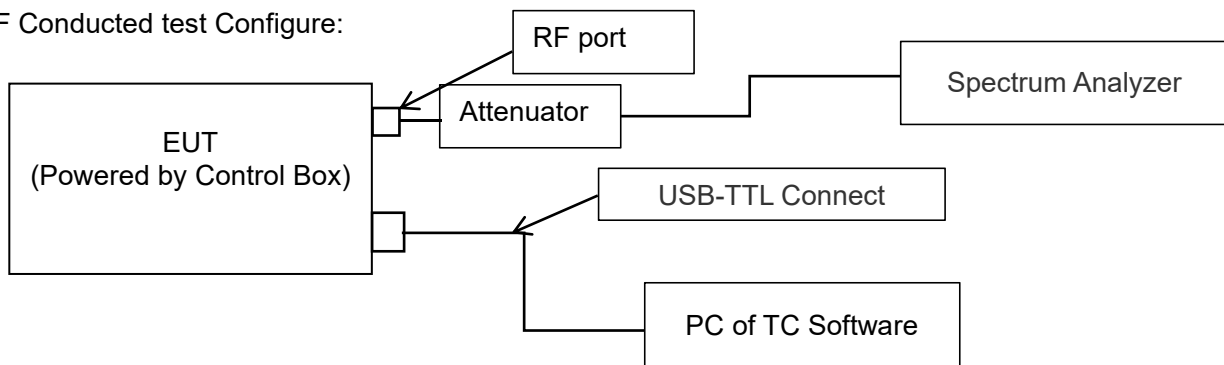 F Conducted test Configure:
RF port
Spectrum Analyzer
Attenuator
EUT
(Powered by Control Box)
USB-TTL Connect
PC of TC Software